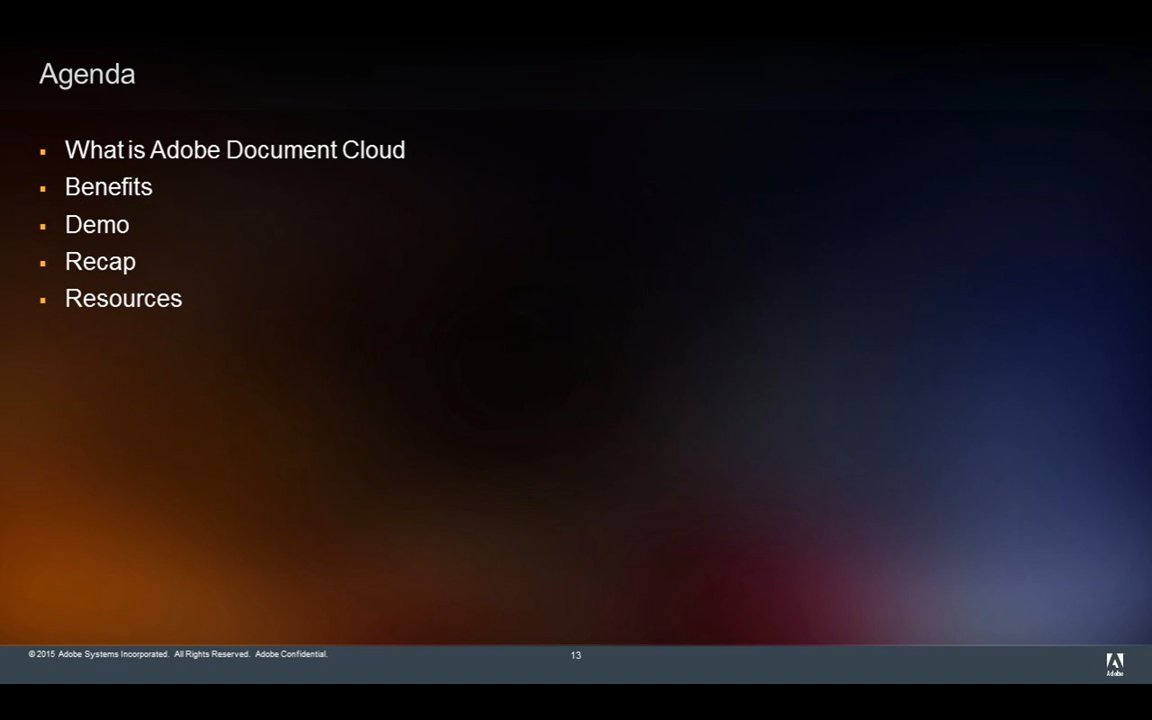 Agenda
What is Adobe Document Cloud
Benefits
Demo
Recap
Resources
© 2015 Adobe Systems Incorporated. All Rights Reserved. Adobe Confidential.
13
Adobe